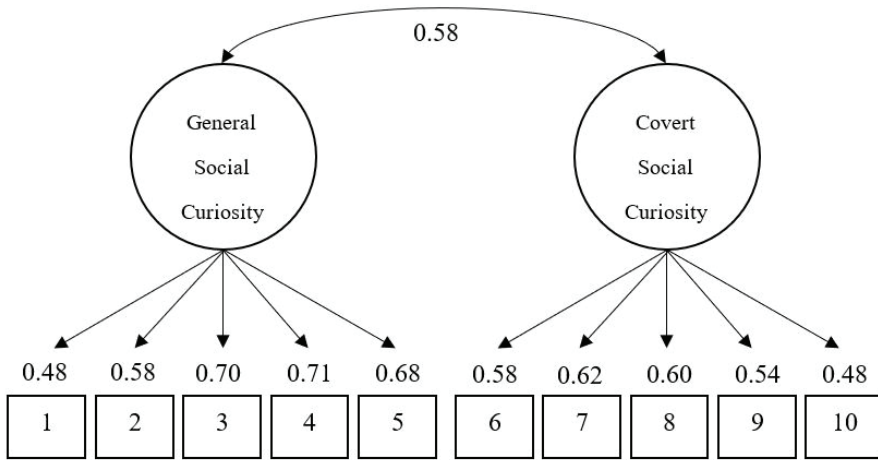 0.58
General
Social
Curiosity
Covert
Social
Curiosity
0.48 0.58 0.70 0.71 0.68 0.58 0.62 0.60 0.54 0.48
1 2 3 4 5 6 7 8 9 10